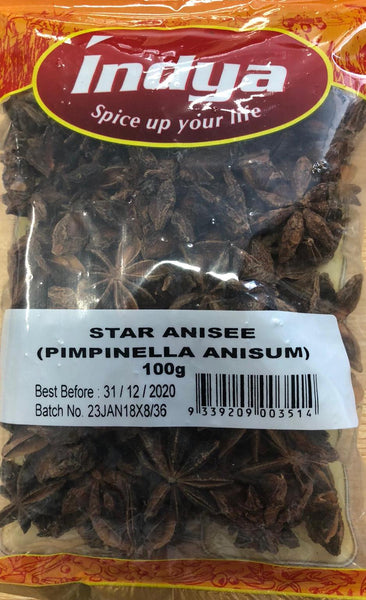 Indya
Spice up your life
STAR ANISEE
(PIMPINELLA ANISUM)
100g
Best Before : 31 / 12 / 2020
Batch No. 23JAN18X8/36
9 339209 003514